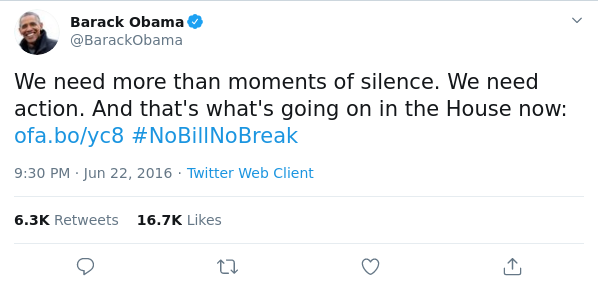 Barack Obama
@BarackObama
We need more than moments of silence. We need
action. And that's what's going on in the House now:
ofa.bo/yc8 #NoBillNoBreak
9:30 PM · Jun 22, 2016 · Twitter Web Client
6.3K Retweets 16.7K Likes